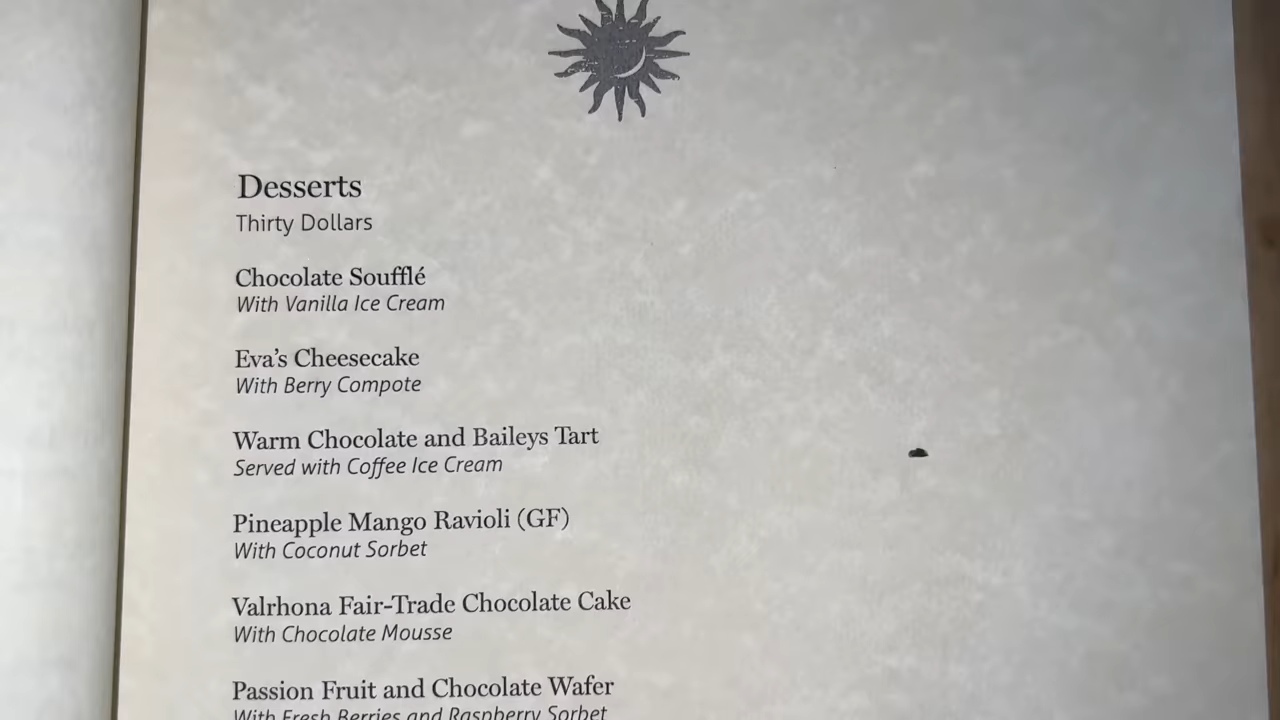 Desserts
Thirty Dollars
Chocolate Soufflé
With Vanilla Ice Cream
Eva’s Cheesecake
With Berry Compote
Warm Chocolate and Baileys Tart
Served with Coffee Ice Cream
Pineapple Mango Ravioli (GF)
With Coconut Sorbet
Valrhona Fair-Trade Chocolate Cake
With Chocolate Mousse
Passion Fruit and Chocolate Wafer
With Fresh Berries and Raspberry Sorbet